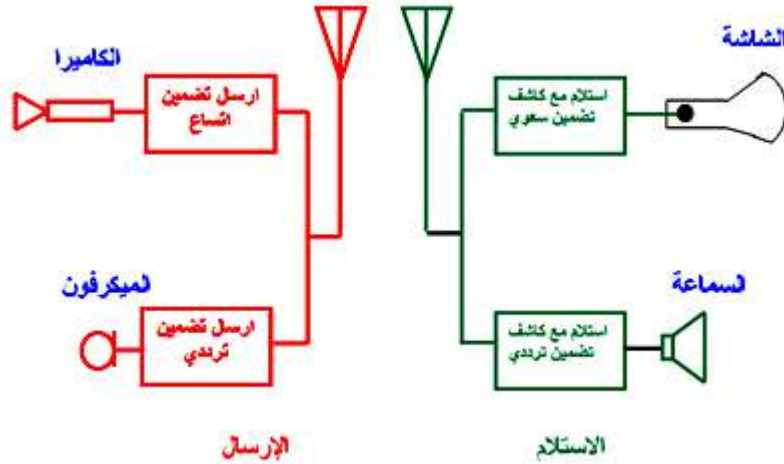 الشاشة
الكاميرا
استلام مع كاشف
تضمين سعوي
ارسال تضمين
اتساع
السماعة
الميكرفون
استلام مع كاشف
تضمين ترددي
ارسال تضمين
ترددي
الاستلام
الإرسال